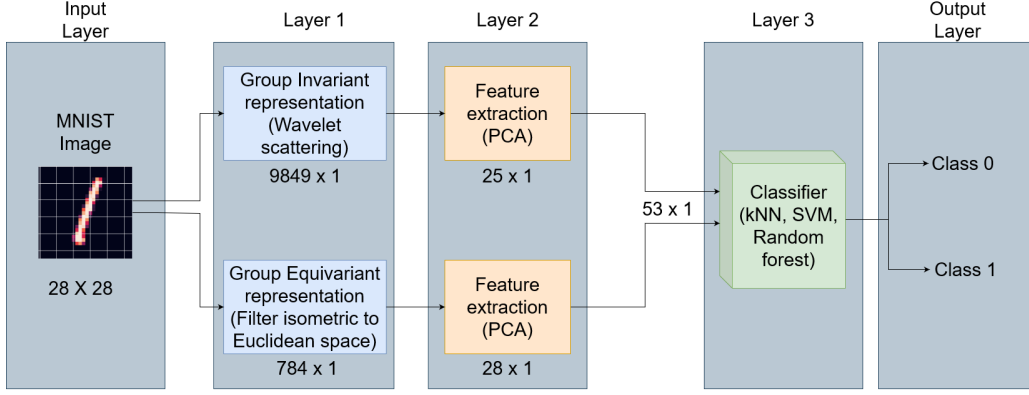 Input
Layer
Layer 1
Layer 2
Layer 3
Output
Layer
MNIST
Image
28 X 28
Group Invariant
representation
(Wavelet
scattering)
9849 x 1
Group Equivariant
representation
(Filter isometric to
Euclidean space)
784 x 1
Feature
extraction
(PCA)
25 x 1
Feature
extraction
(PCA)
28 x 1
53 x 1
Classifier
(kNN, SVM,
Random
forest)
Class 0
Class 1